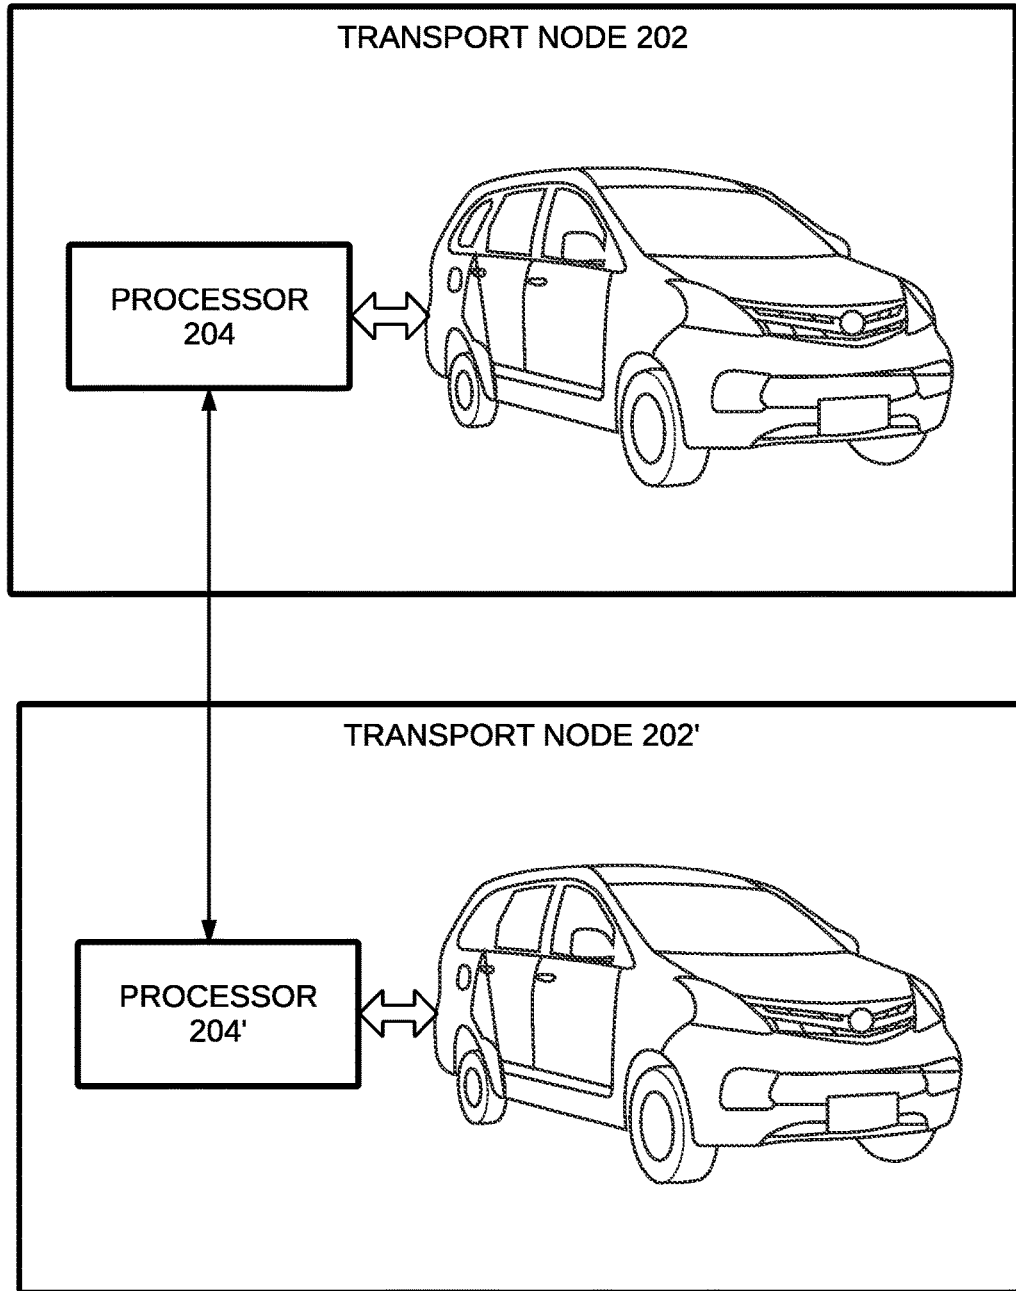 TRANSPORT NODE 202
PROCESSOR
204
TRANSPORT NODE 202'
PROCESSOR
204'